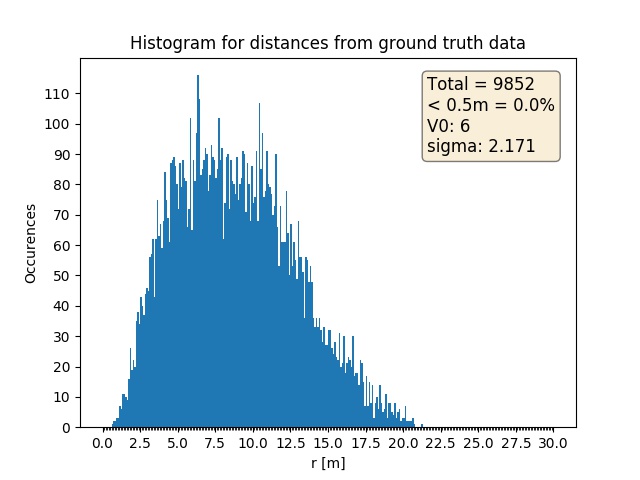 Histogram for distances from ground truth data
Total = 9852
< 0.5m = 0.0%
V0: 6
sigma: 2.171
Occurences
110
100
90
80
70
60
50
40
30
20
10
0
0.0 2.5 5.0 7.5 10.0 12.5 15.0 17.5 20.0 22.5 25.0 27.5 30.0
r [m]